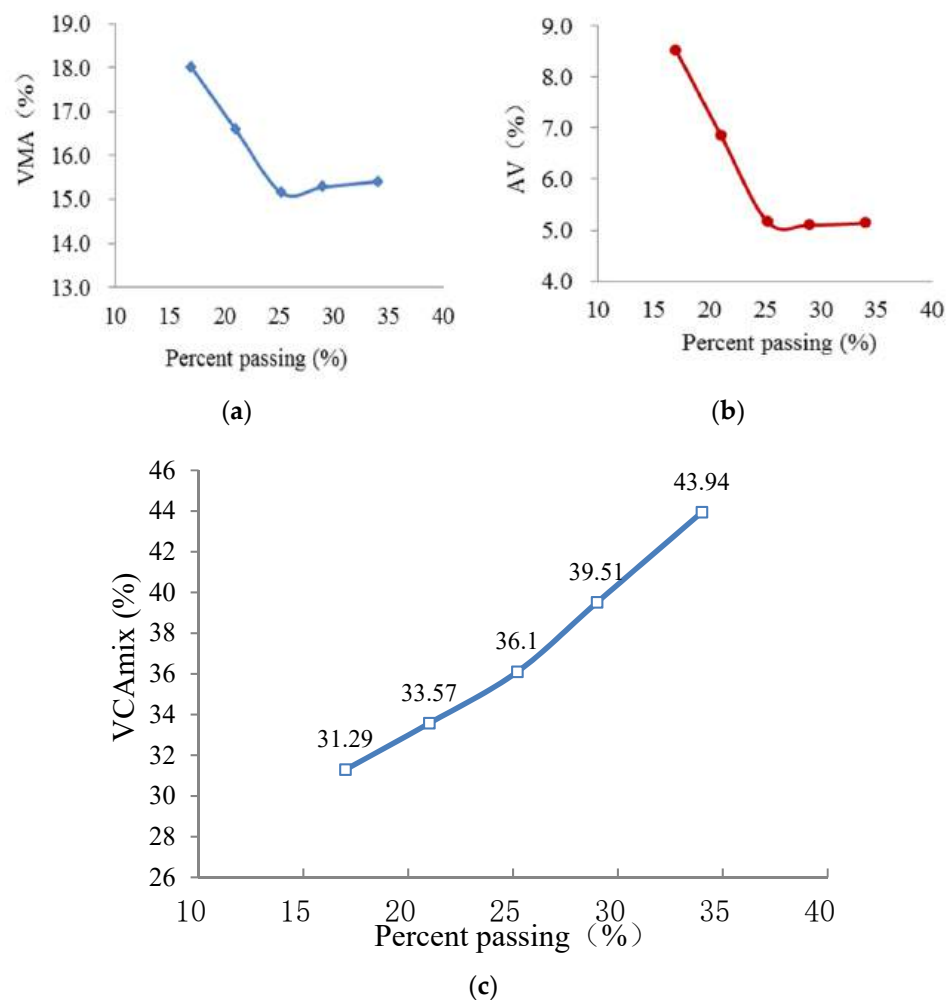 19.0
18.0
17.0
16.0
15.0
14.0
13.0
VMA（%）
10 15 20 25 30 35 40
Percent passing (%)
(a)
9.0
8.0
7.0
6.0
5.0
4.0
AV（%）
10 15 20 25 30 35 40
Percent passing (%)
(b)
46
44
42
40
38
36
34
32
30
28
26
VCAmix (%)
31.29
33.57
36.1
39.51
43.94
10 15 20 25 30 35 40
Percent passing（%）
(c)